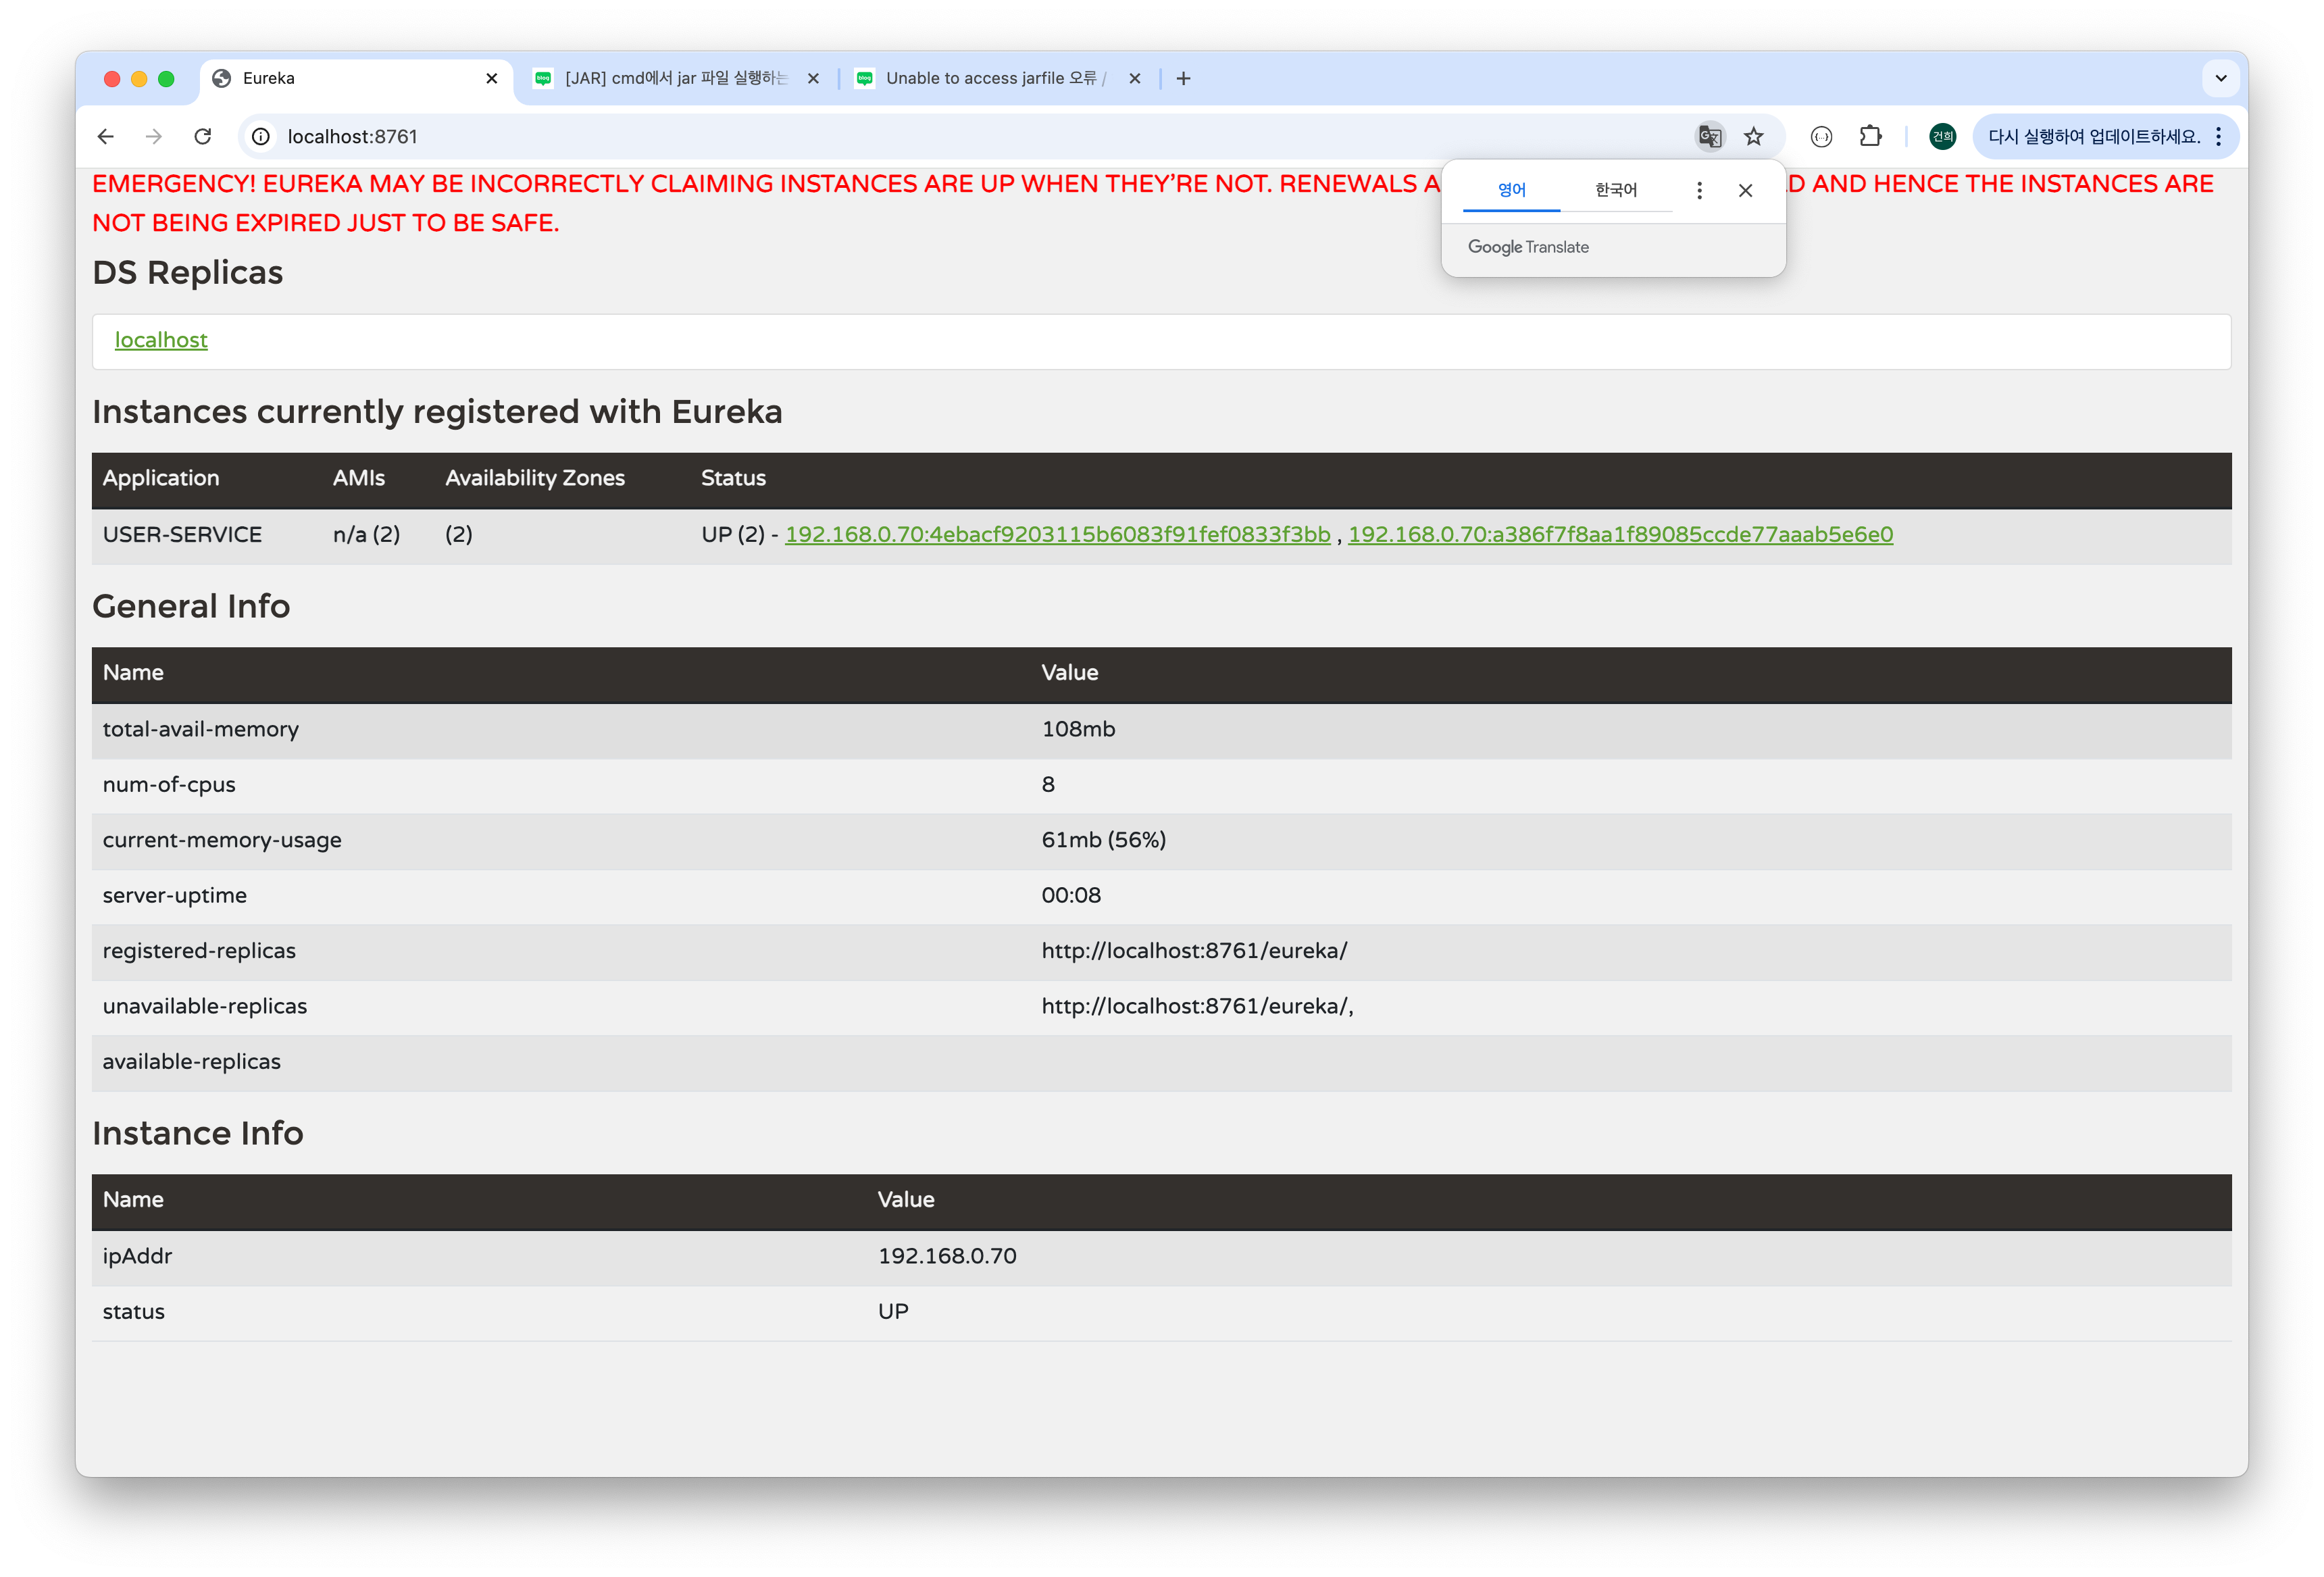 Eureka
[JAR] cmd에서 jar 파일 실행하는
Unable to access jarfile 오류 /
localhost:8761
건희
다시 실행하여 업데이트하세요.
EMERGENCY! EUREKA MAY BE INCORRECTLY CLAIMING INSTANCES ARE UP WHEN THEY'RE NOT. RENEWALS AND HENCE THE INSTANCES ARE
NOT BEING EXPIRED JUST TO BE SAFE.
영어
한국어
Google Translate
DS Replicas
localhost
Instances currently registered with Eureka
Application AMIs Availability Zones Status
USER-SERVICE n/a (2) (2) UP (2) - 192.168.0.70:4ebacf9203115b6083f91fef0833f3bb , 192.168.0.70:a386f7f8aa1f89085ccde77aaab5e6e0
General Info
Name Value
total-avail-memory 108mb
num-of-cpus 8
current-memory-usage 61mb (56%)
server-uptime 00:08
registered-replicas http://localhost:8761/eureka/
unavailable-replicas http://localhost:8761/eureka/,
available-replicas
Instance Info
Name Value
ipAddr 192.168.0.70
status UP